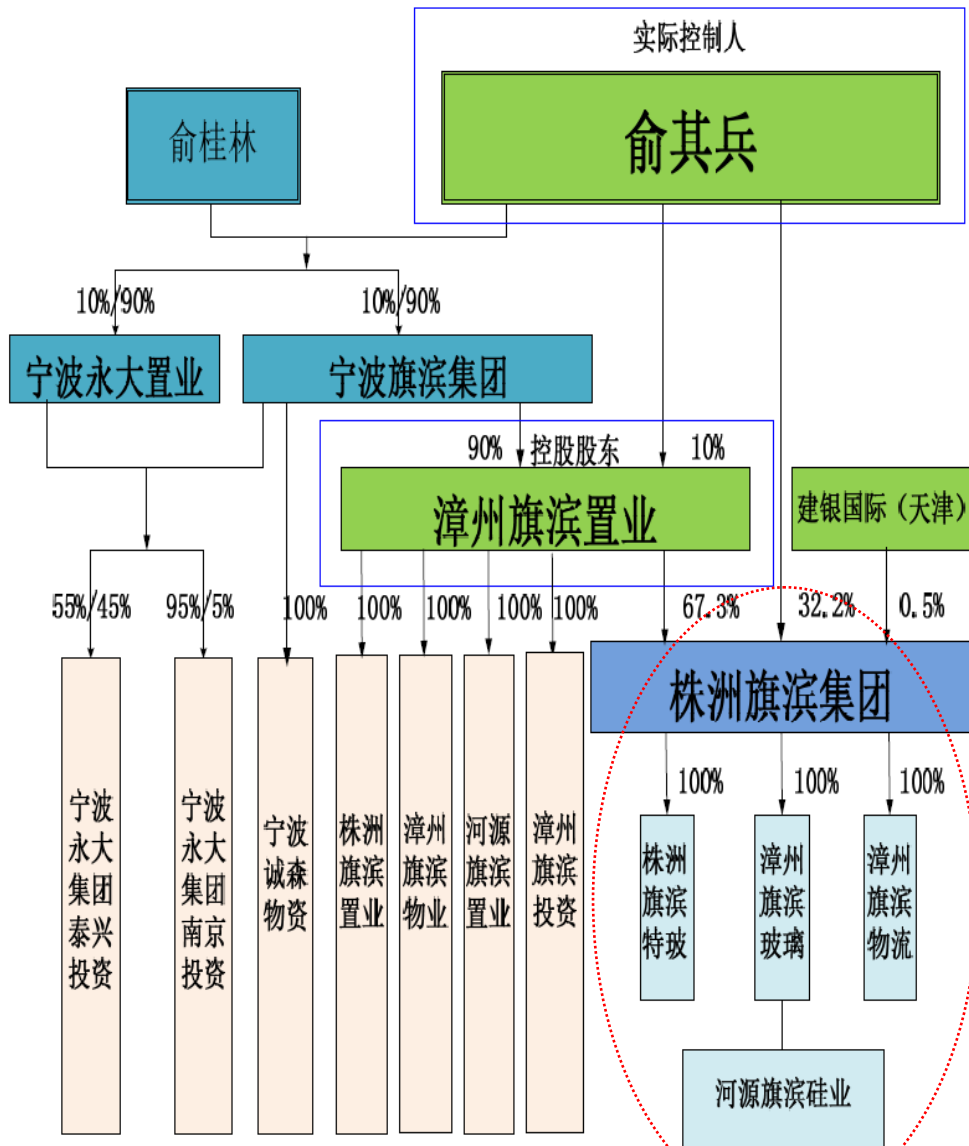 实际控制人
俞桂林
俞其兵
10%/90%
10%/90%
宁波永大置业
宁波旗滨集团
90%
控股股东
10%
漳州旗滨置业
建银国际（天津）
55%/45%
95%/5%
100%
100%
100%
100%
100%
67.3%
32.2%
0.5%
株洲旗滨集团
100%
100%
100%
宁波
永大
集团
泰兴
投资
宁波
永大
集团
南京
投资
宁波
诚森
物资
株洲
旗滨
置业
漳州
旗滨
物业
河源
旗滨
置业
漳州
旗滨
投资
株洲
旗滨
特玻
漳州
旗滨
玻璃
漳州
旗滨
物流
河源旗滨硅业